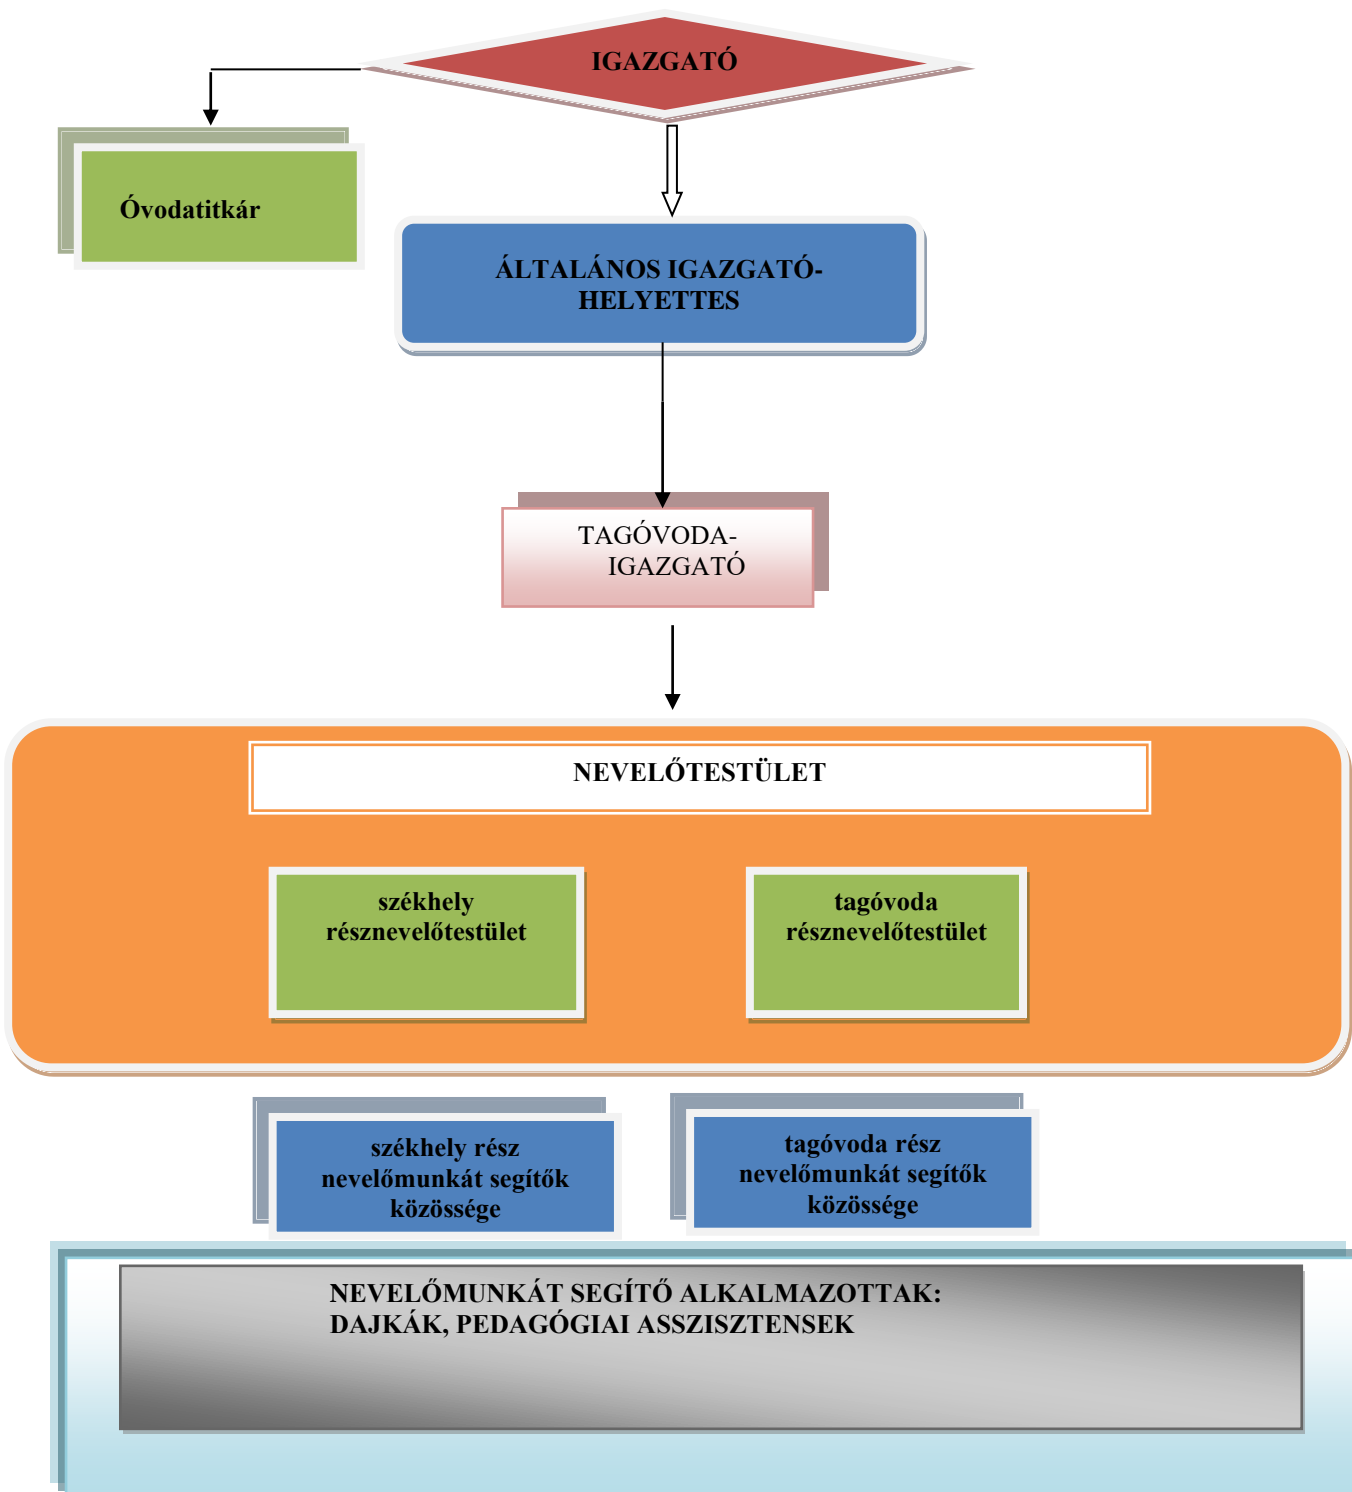 IGAZGATÓ
Óvodatitkár
ÁLTALÁNOS IGAZGATÓ-
HELYETTES
TAGÓVODA-
IGAZGATÓ
NEVELŐTESTÜLET
székhely
résznevelőtestület
tagóvoda
résznevelőtestület
székhely rész
nevelőmunkát segítők
közössége
tagóvoda rész
nevelőmunkát segítők
közössége
NEVELŐMUNKÁT SEGÍTŐ ALKALMAZOTTAK:
DAJKÁK, PEDAGÓGIAI ASSZISZTENSEK